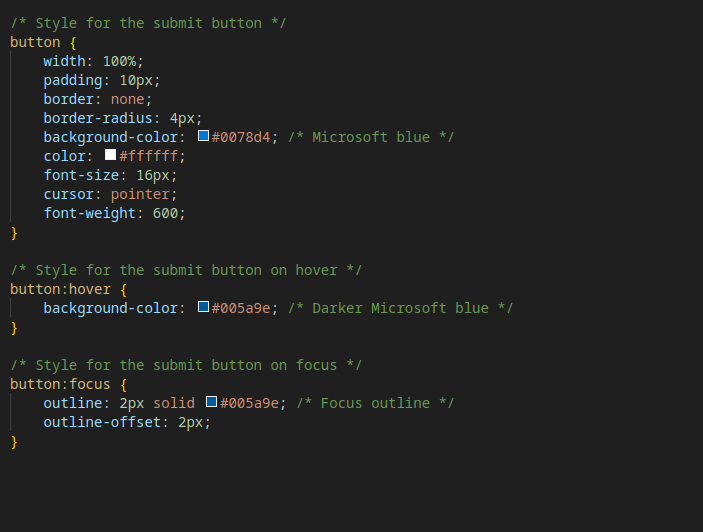 /* Style for the submit button */
button {
    width: 100%;
    padding: 10px;
    border: none;
    border-radius: 4px;
    background-color: #0078d4; /* Microsoft blue */
    color: #ffffff;
    font-size: 16px;
    cursor: pointer;
    font-weight: 600;
}

/* Style for the submit button on hover */
button:hover {
    background-color: #005a9e; /* Darker Microsoft blue */
}

/* Style for the submit button on focus */
button:focus {
    outline: 2px solid #005a9e; /* Focus outline */
    outline-offset: 2px;
}